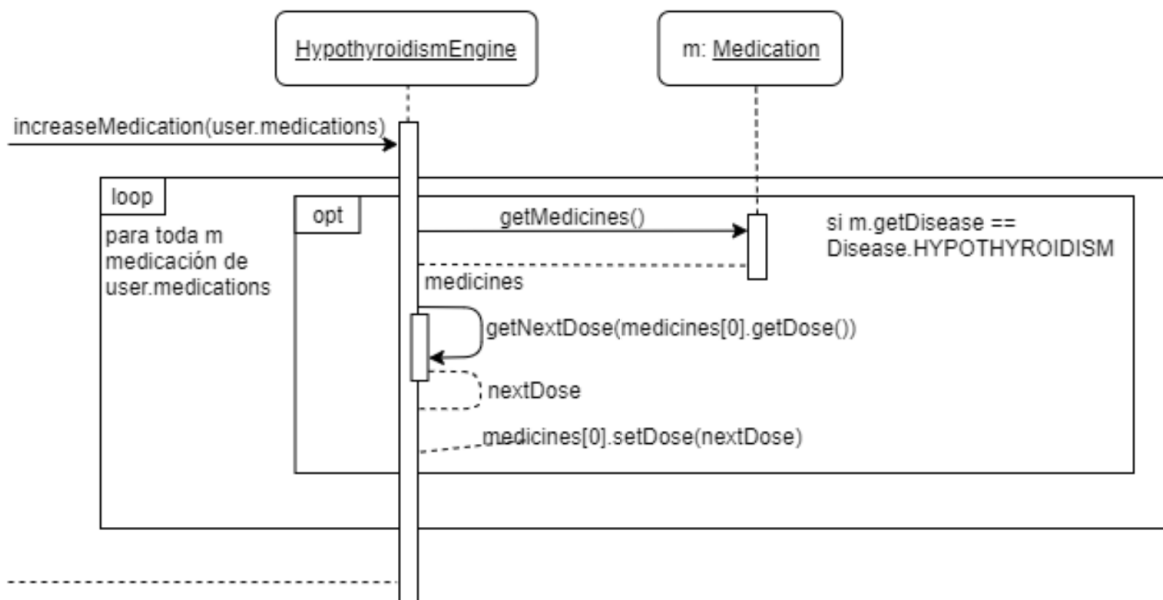 HypothyroidismEngine
m: Medication
increaseMedication(user.medications)
loop
para toda m
medicación de
user.medications
opt
getMedicines()
si m.getDisease ==
Disease.HYPOTHYROIDISM
medicines
getNextDose(medicines[0].getDose())
nextDose
medicines[0].setDose(nextDose)